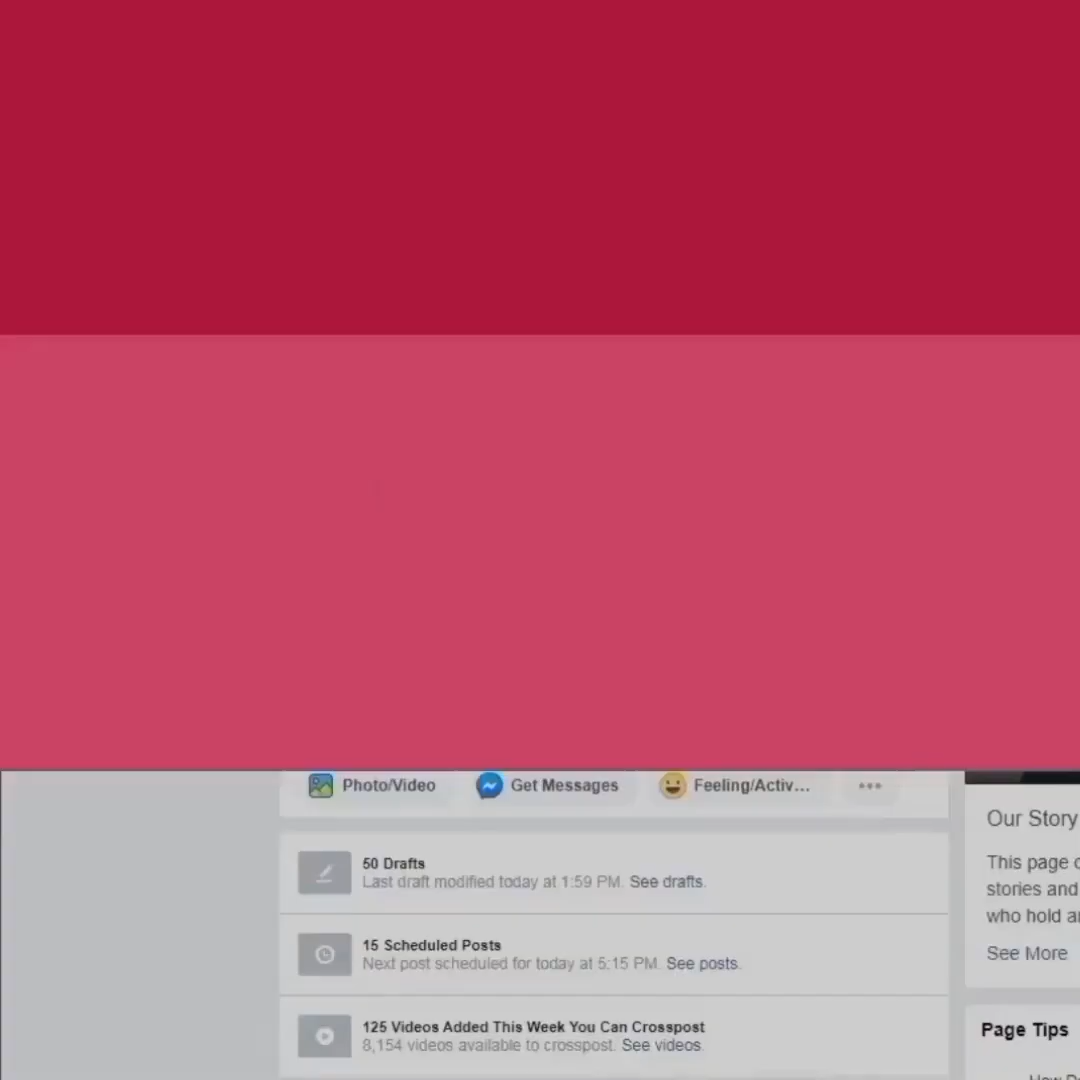 Photo/Video
Get Messages
Feeling/Activ...
50 Drafts
Last draft modified today at 1:59 PM. See drafts.
15 Scheduled Posts
Next post scheduled for today at 5:15 PM. See posts.
125 Videos Added This Week You Can Crosspost
8,154 videos available to crosspost. See videos.
Our Story
This page
stories and
who hold
See More
Page Tips